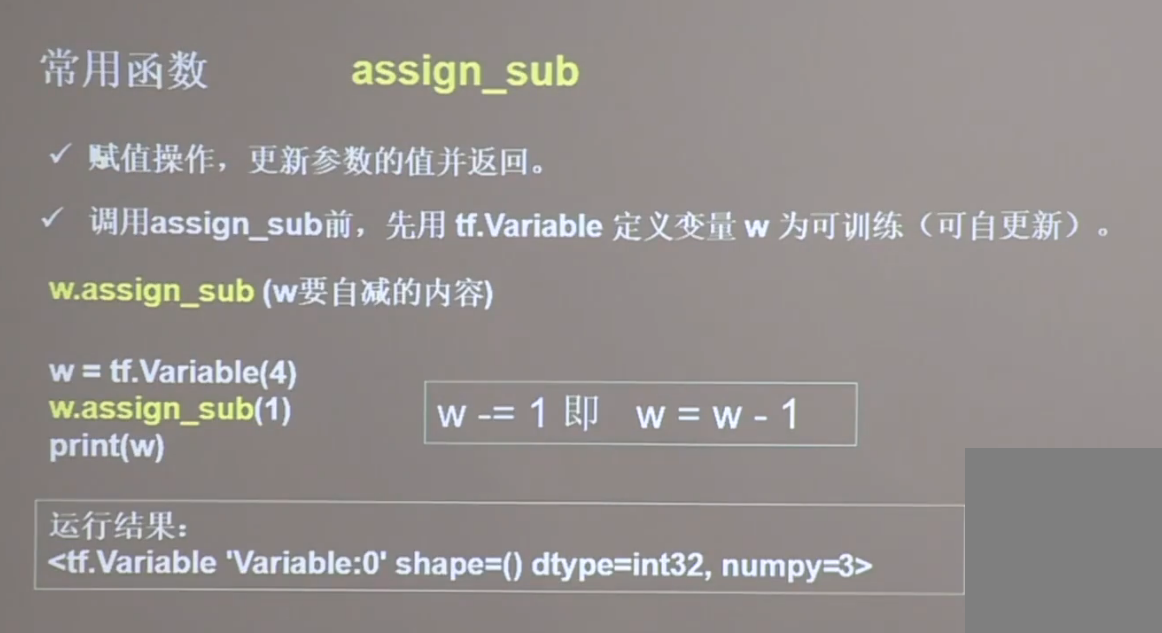 常用函数 assign_sub
✓ 赋值操作，更新参数的值并返回。
✓ 调用assign_sub前，先用 tf.Variable 定义变量 w 为可训练（可自更新）。
w.assign_sub (w要自减的内容)
w = tf.Variable(4)
w.assign_sub(1)
print(w)
w -= 1 即 w = w - 1
运行结果：
<tf.Variable 'Variable:0' shape=() dtype=int32, numpy=3>